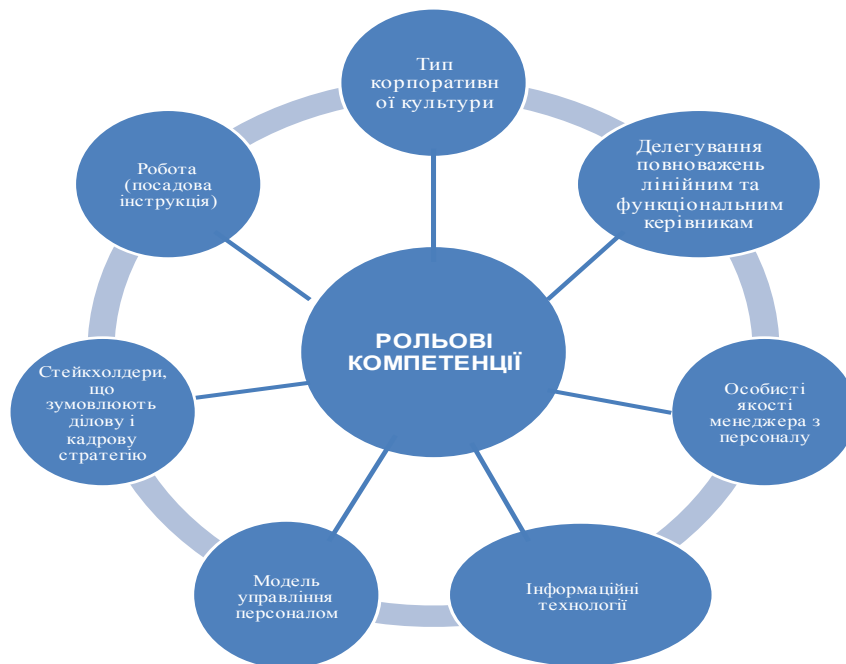 Тип
корпоративн
ої культури
Делегування
повноважень
лінійним та
функціональним
керівникам
Робота
(посадова
інструкція)
РОЛЬОВІ
КОМПЕТЕНЦІЇ
Стейкхолдери,
що
зумовлюють
ділову і
кадрову
стратегію
Особисті
якості
менеджера з
персоналу
Модель
управління
персоналом
Інформаційні
технології